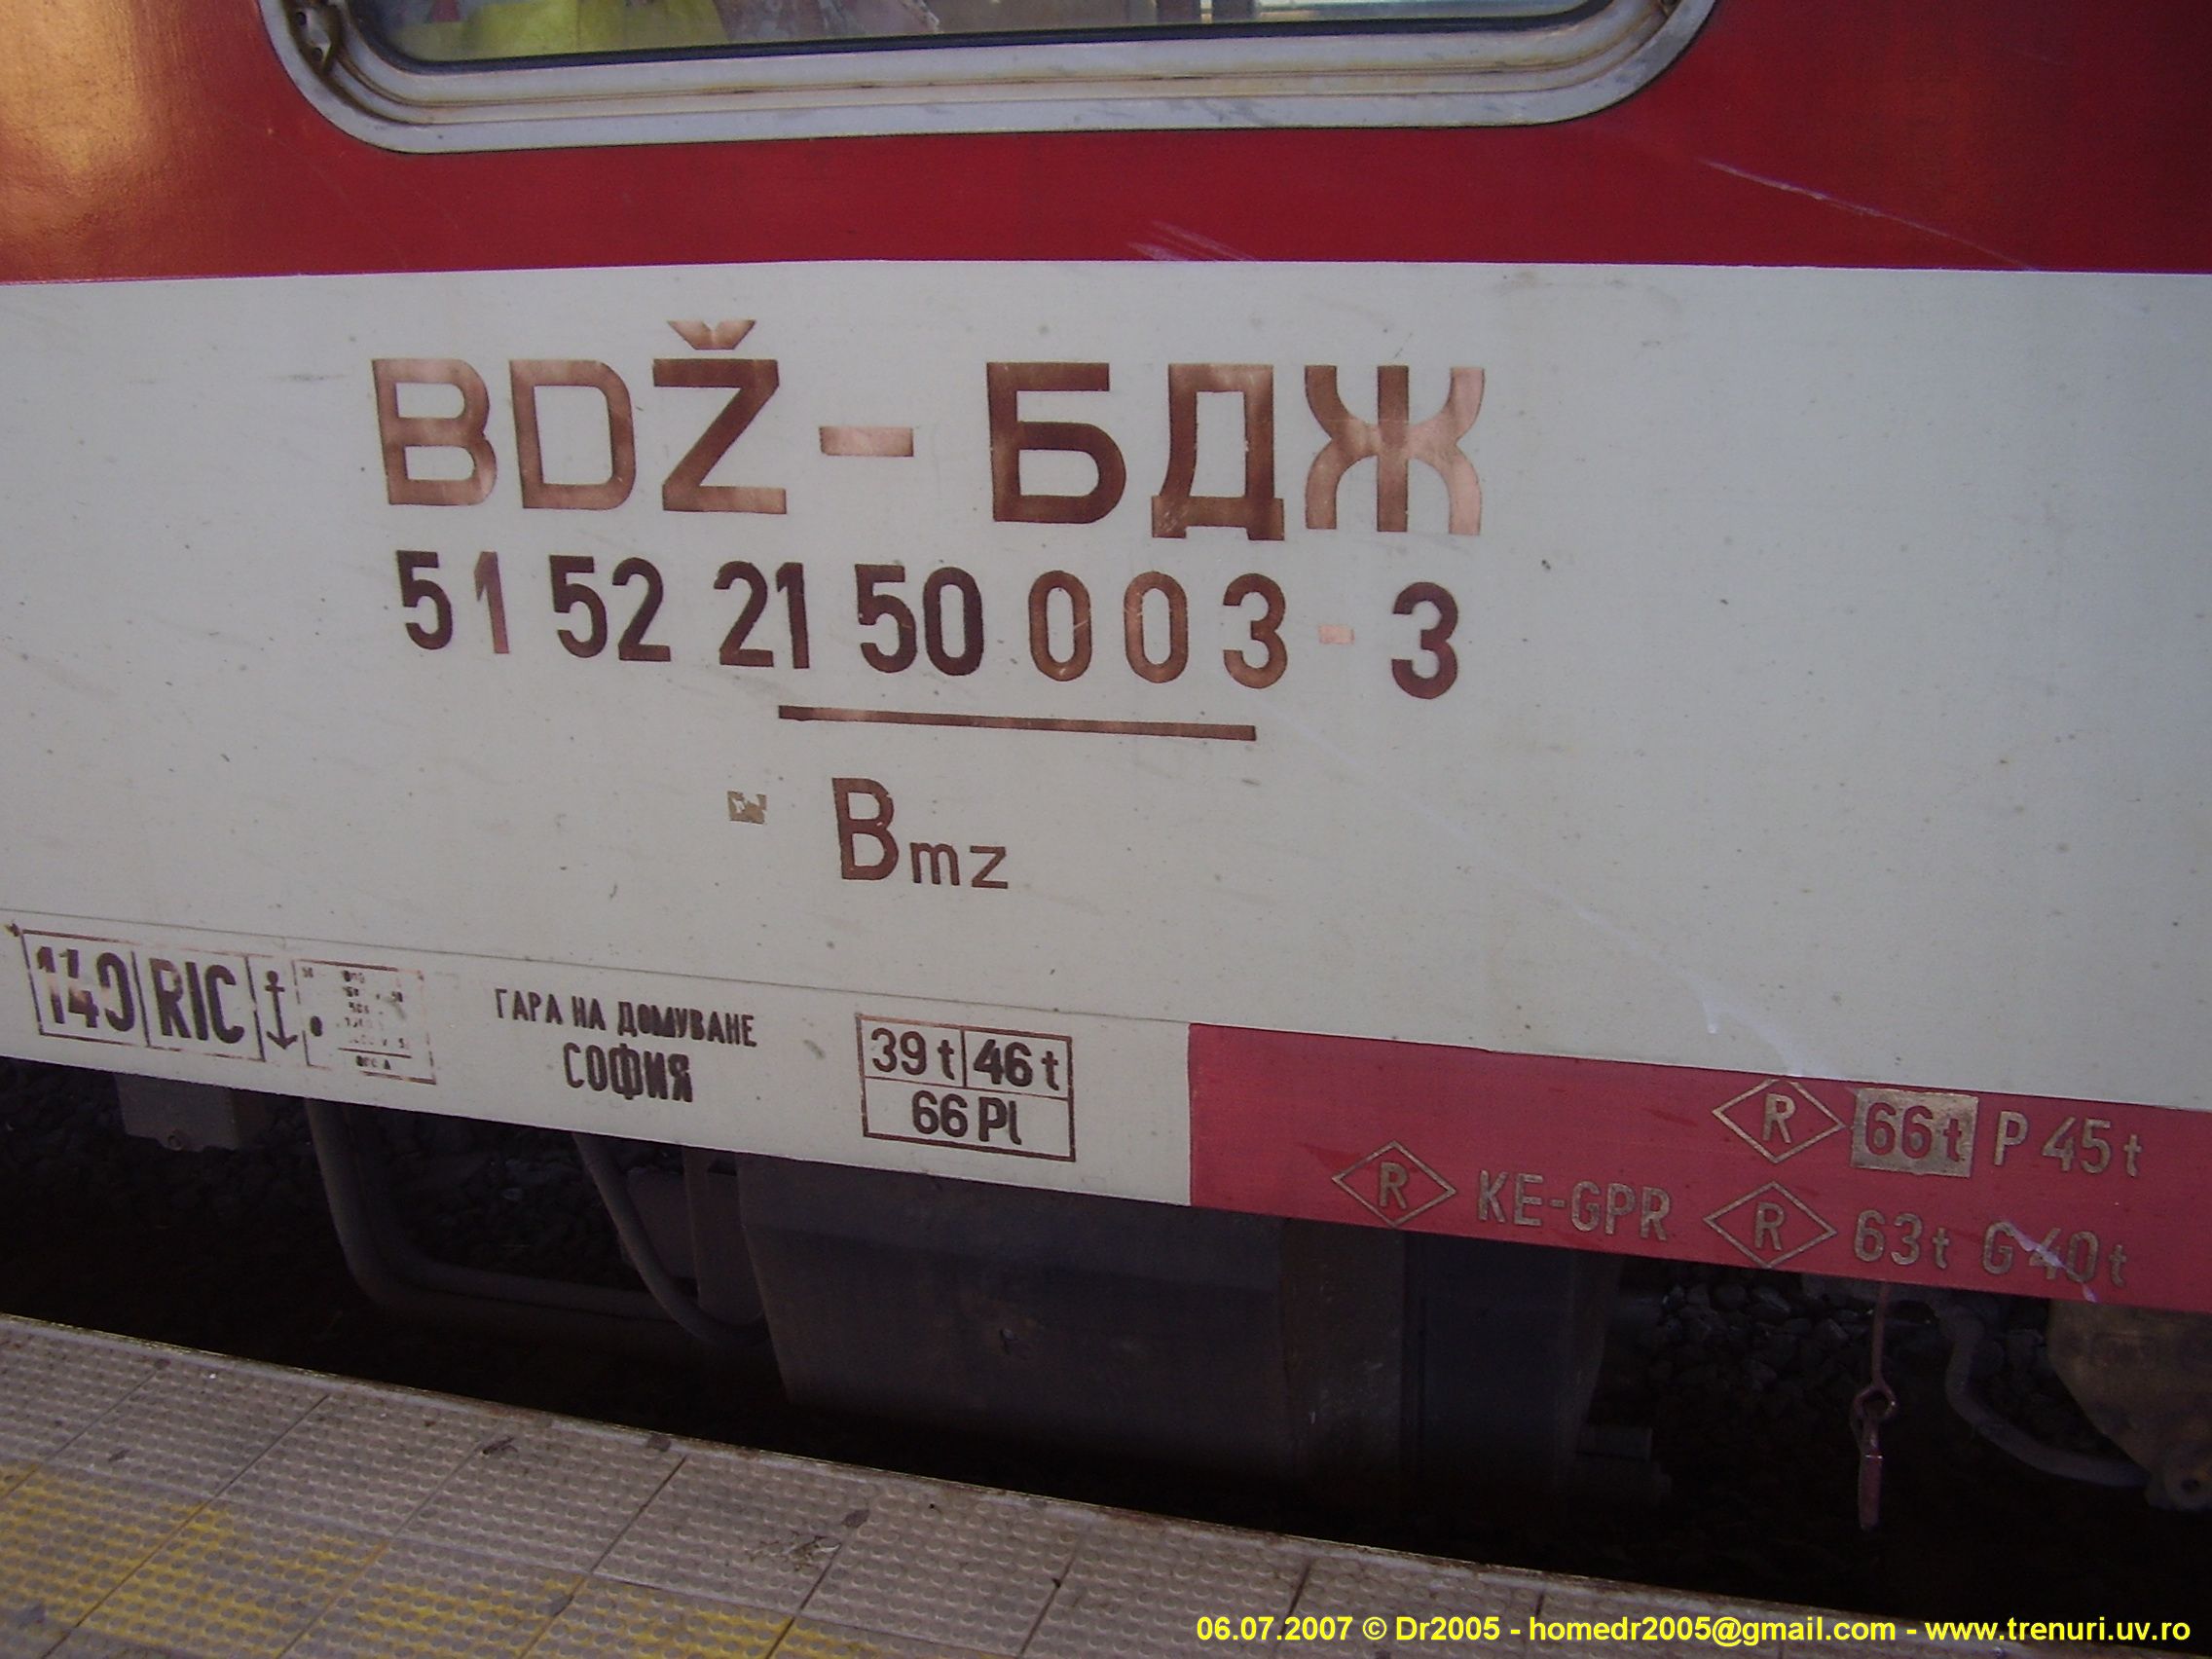 BDŽ - БДЖ
51 52 21 50 003-3
Bmz
140 RIC
ГАРА НА ДОМУВАНЕ
СОФИЯ
39 t 46 t
66 Pl
R 66t P 45t
R KE-GPR R 63t G 40t
06.07.2007 © Dr2005 - homedr2005@gmail.com - www.trenuri.uv.ro